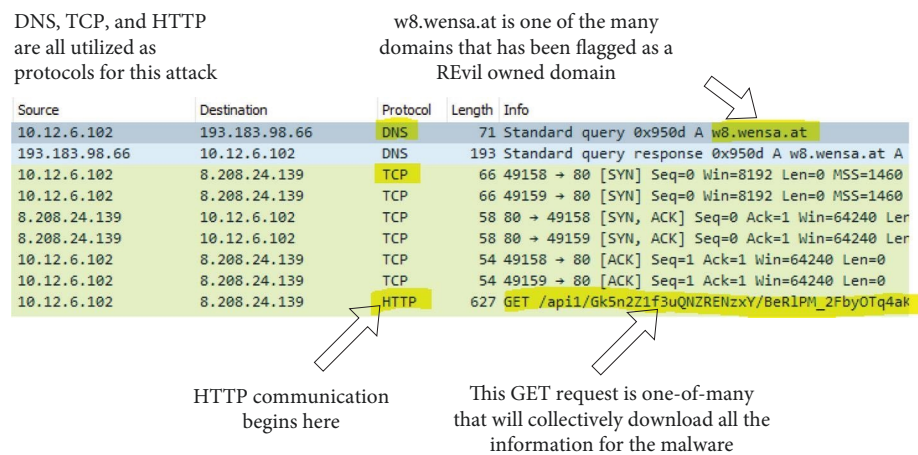 DNS, TCP, and HTTP
are all utilized as
protocols for this attack
w8.wensa.at is one of the many
domains that has been flagged as a
REvil owned domain
Source Destination Protocol Length Info
10.12.6.102 193.183.98.66 DNS 71 Standard query 0x950d A w8.wensa.at
193.183.98.66 10.12.6.102 DNS 193 Standard query response 0x950d A w8.wensa.at A
10.12.6.102 8.208.24.139 TCP 66 49158 → 80 [SYN] Seq=0 Win=8192 Len=0 MSS=1460
10.12.6.102 8.208.24.139 TCP 66 49159 → 80 [SYN] Seq=0 Win=8192 Len=0 MSS=1460
8.208.24.139 10.12.6.102 TCP 58 80 → 49158 [SYN, ACK] Seq=0 Ack=1 Win=64240 Len
8.208.24.139 10.12.6.102 TCP 58 80 → 49159 [SYN, ACK] Seq=0 Ack=1 Win=64240 Len
10.12.6.102 8.208.24.139 TCP 54 49158 → 80 [ACK] Seq=1 Ack=1 Win=64240 Len=0
10.12.6.102 8.208.24.139 TCP 54 49159 → 80 [ACK] Seq=1 Ack=1 Win=64240 Len=0
10.12.6.102 8.208.24.139 HTTP 627 GET /api1/Gk5n2Z1f3uQNZRENzxY/BeRlPM_2FbyOTq4aK
HTTP communication
begins here
This GET request is one-of-many
that will collectively download all the
information for the malware